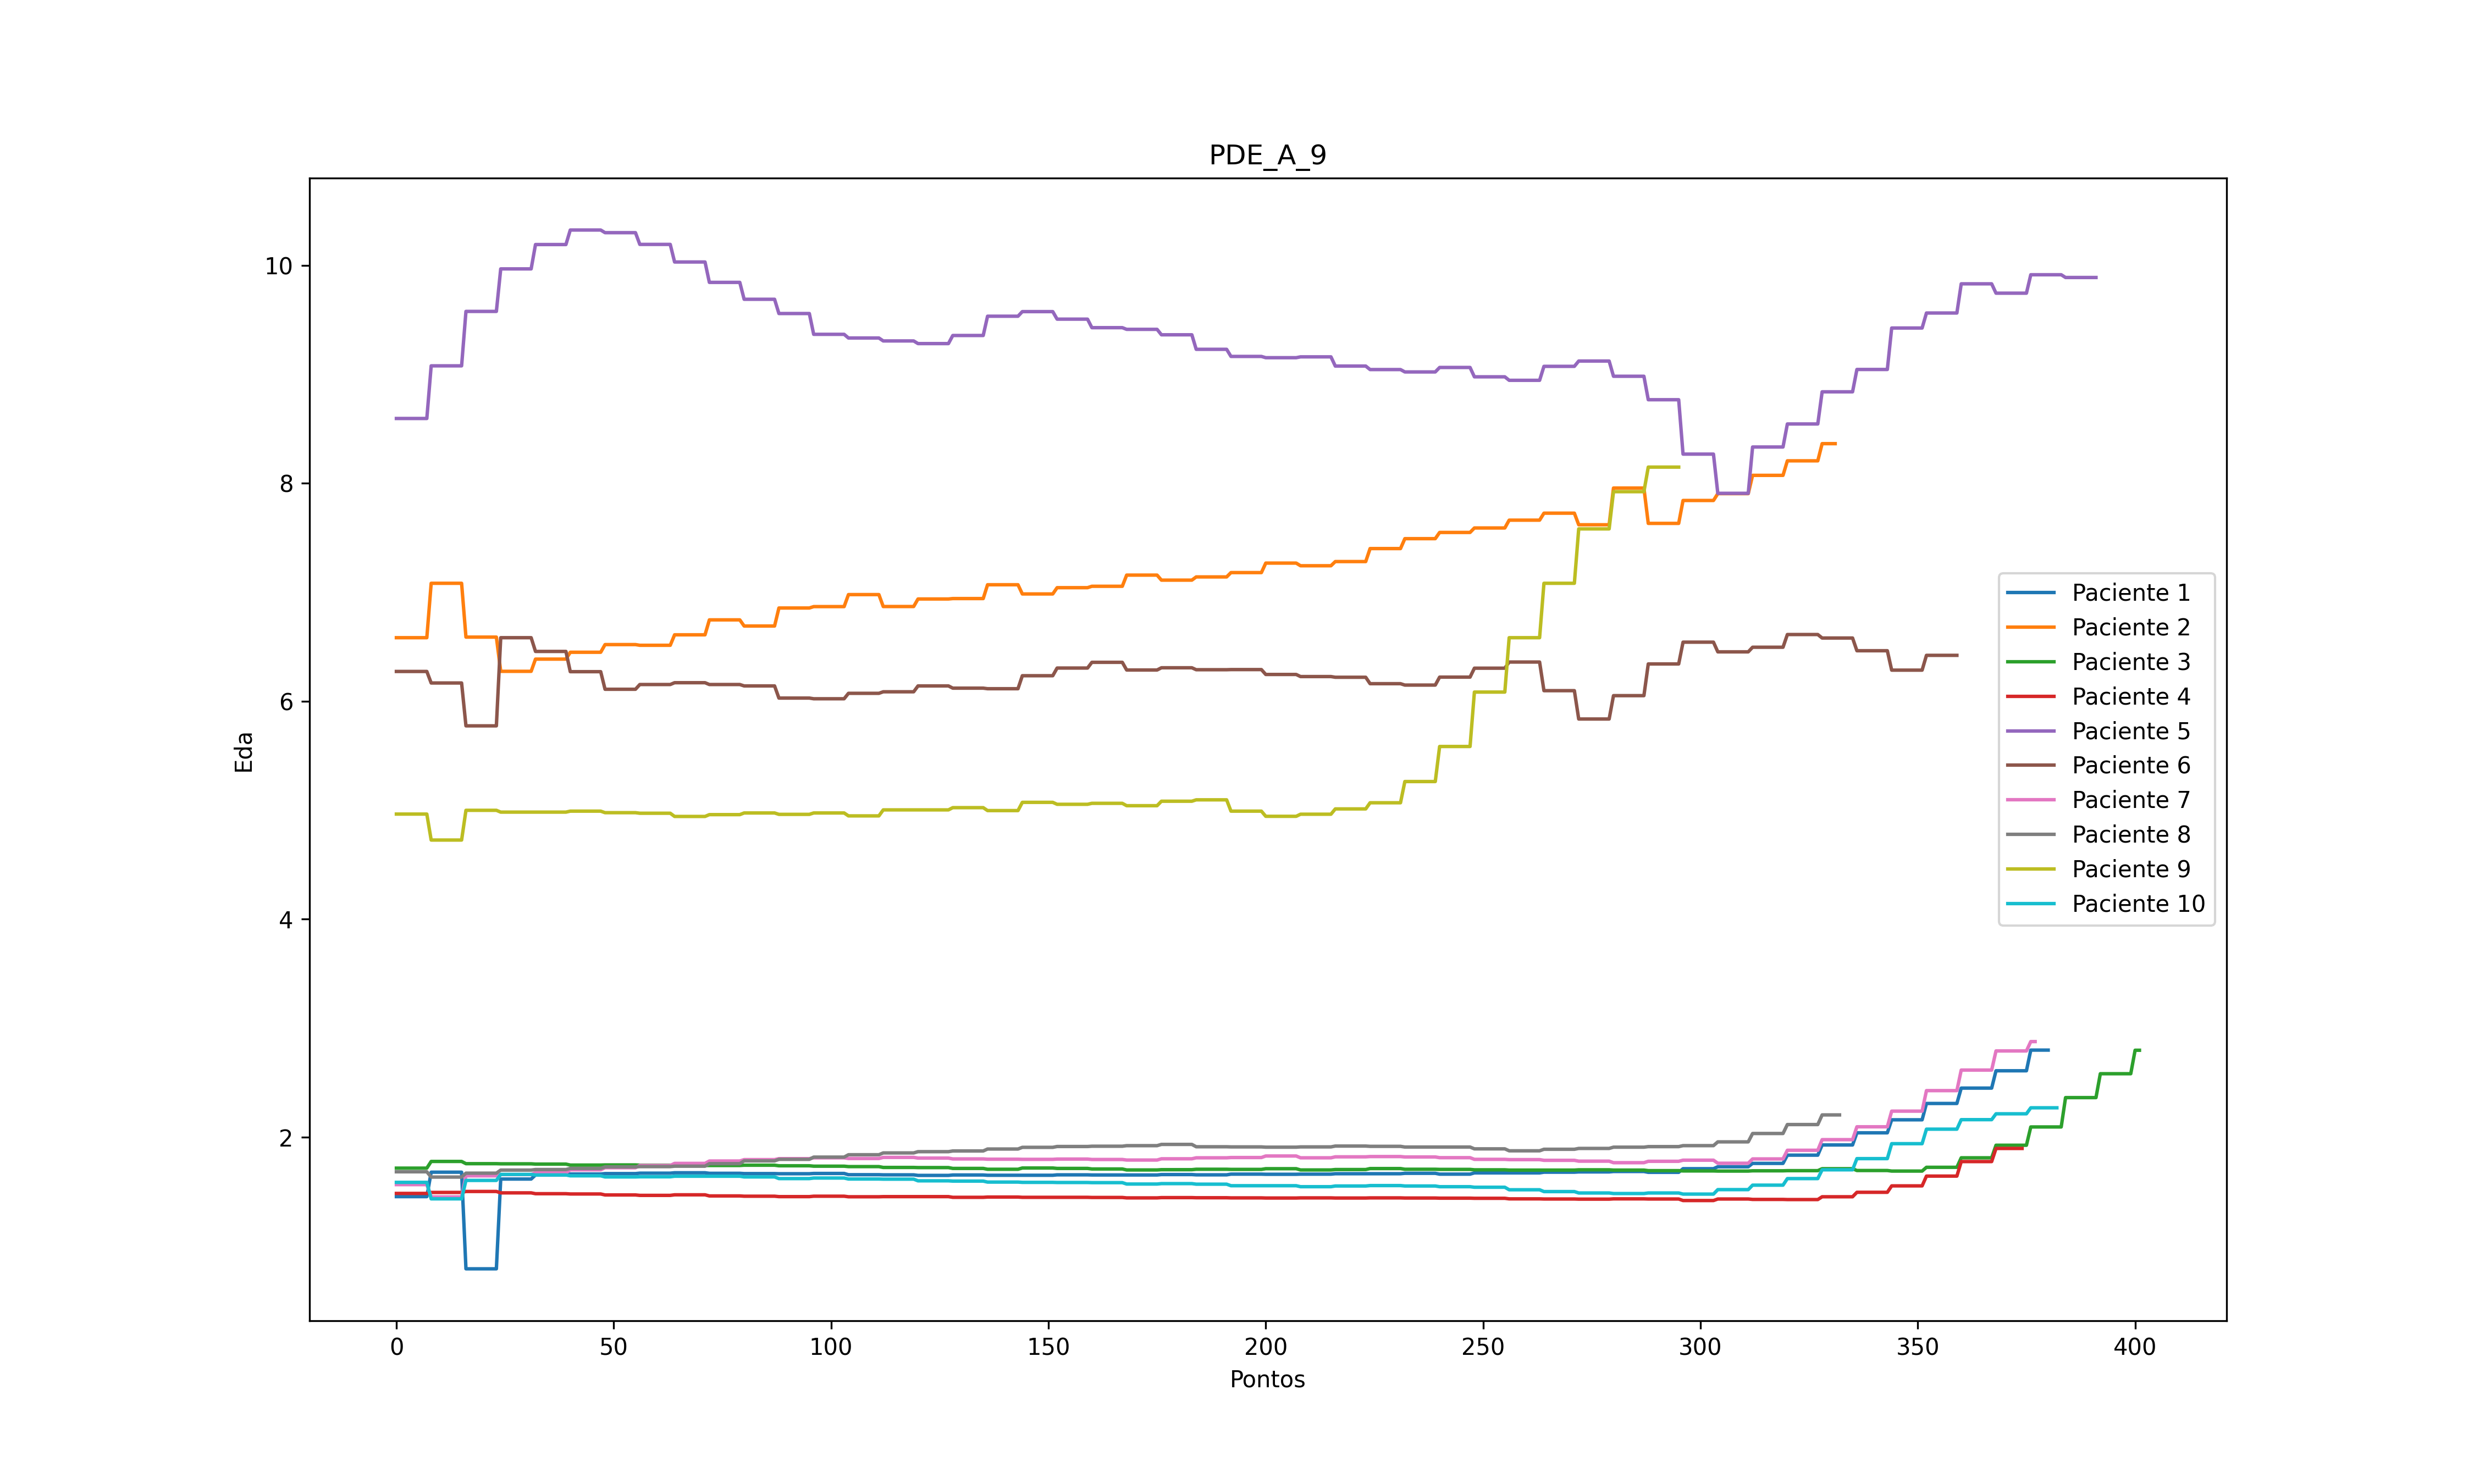 PDE_A_9
10
8
6
4
2
Eda
0 50 100 150 200 250 300 350 400
Pontos
Paciente 1
Paciente 2
Paciente 3
Paciente 4
Paciente 5
Paciente 6
Paciente 7
Paciente 8
Paciente 9
Paciente 10